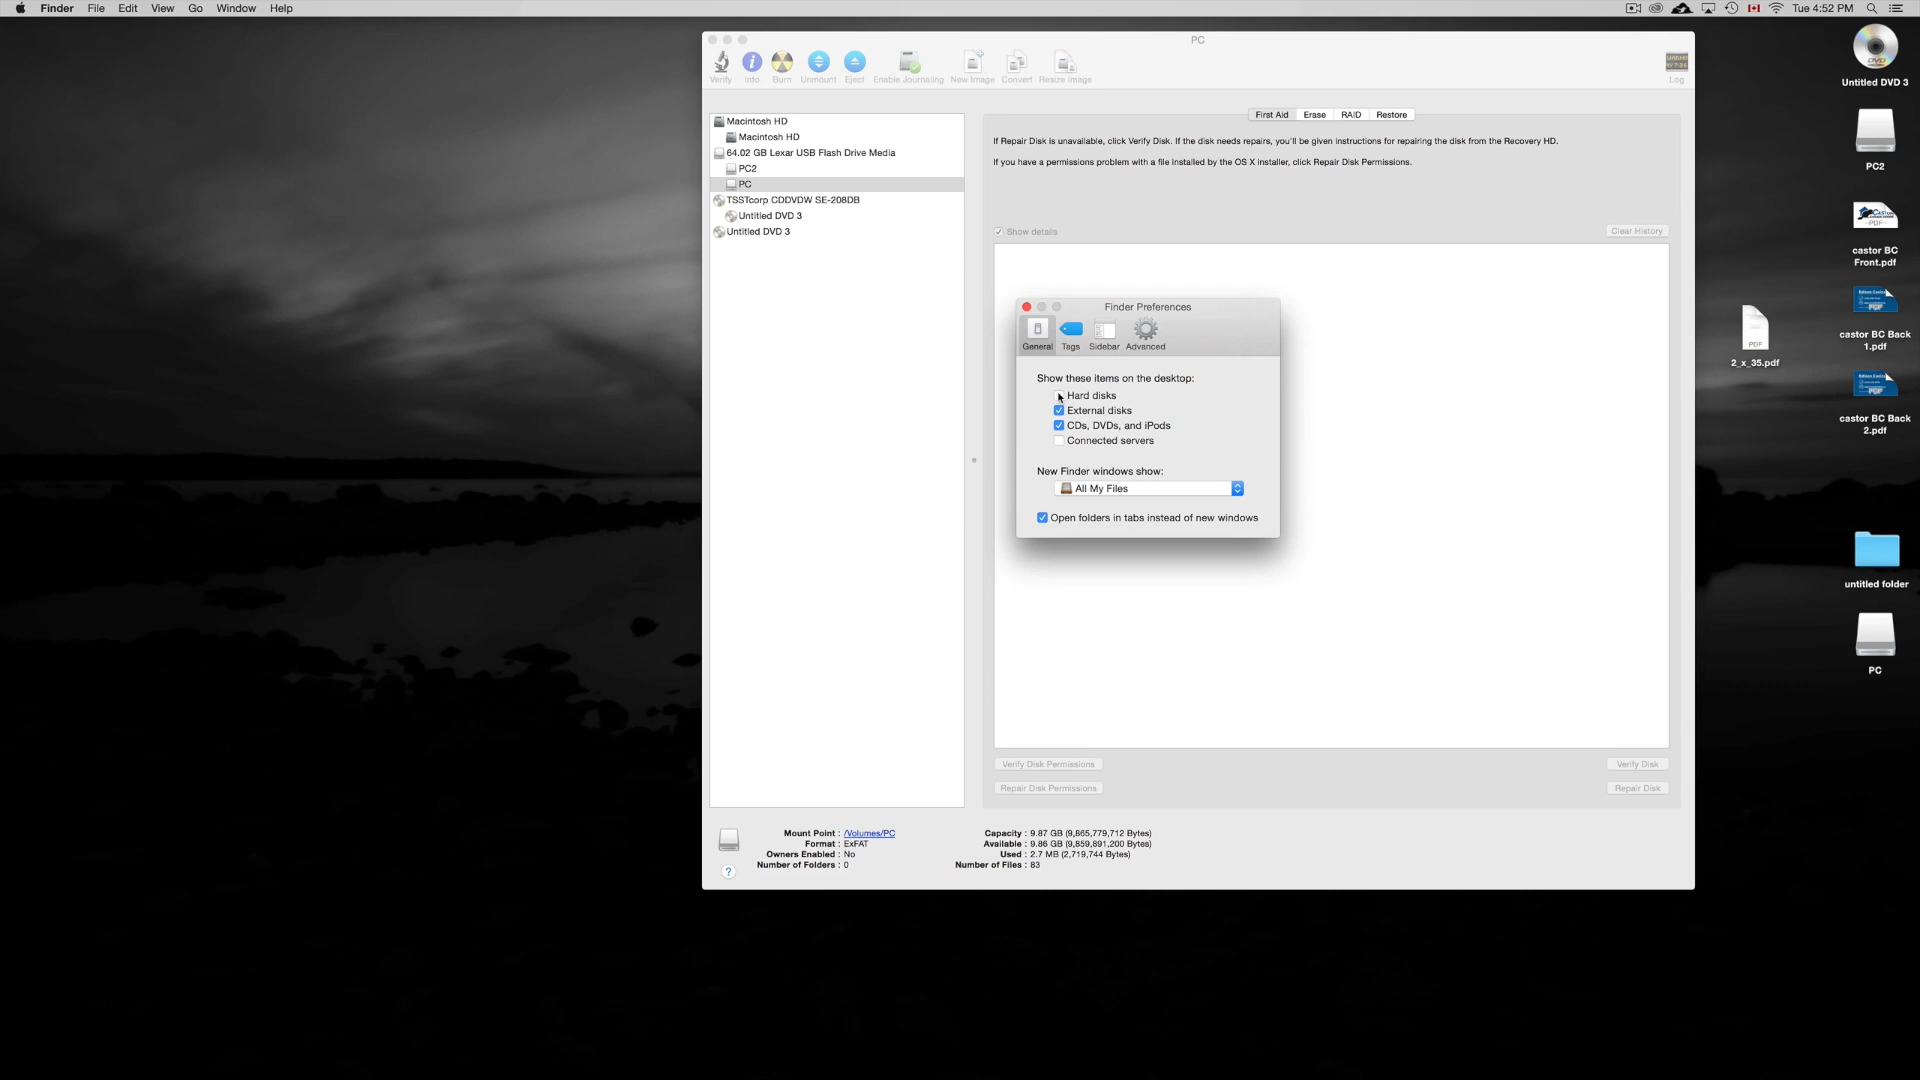 Finder File Edit View Go Window Help
Tue 4:52 PM
PC
Verify Info Burn Unmount Eject Enable Journaling New Image Convert Resize Image
Log
Macintosh HD
Macintosh HD
64.02 GB Lexar USB Flash Drive Media
PC2
PC
TSSTcorp CDDVDW SE-208DB
Untitled DVD 3
Untitled DVD 3
First Aid Erase RAID Restore
If Repair Disk is unavailable, click Verify Disk. If the disk needs repairs, you'll be given instructions for repairing the disk from the Recovery HD.
If you have a permissions problem with a file installed by the OS X installer, click Repair Disk Permissions.
Show details
Clear History
Finder Preferences
General Tags Sidebar Advanced
Show these items on the desktop:
Hard disks
External disks
CDs, DVDs, and iPods
Connected servers
New Finder windows show:
All My Files
Open folders in tabs instead of new windows
Verify Disk Permissions
Verify Disk
Repair Disk Permissions
Repair Disk
Mount Point : /Volumes/PC
Format : ExFAT
Owners Enabled : No
Number of Folders : 0
Capacity : 9.87 GB (9,865,779,712 Bytes)
Available : 9.86 GB (9,859,891,200 Bytes)
Used : 2.7 MB (2,719,744 Bytes)
Number of Files : 83
?
DVD
Untitled DVD 3
PC2
PDF
castor BC
Front.pdf
PDF
castor BC Back
1.pdf
PDF
2_x_35.pdf
PDF
castor BC Back
2.pdf
untitled folder
PC